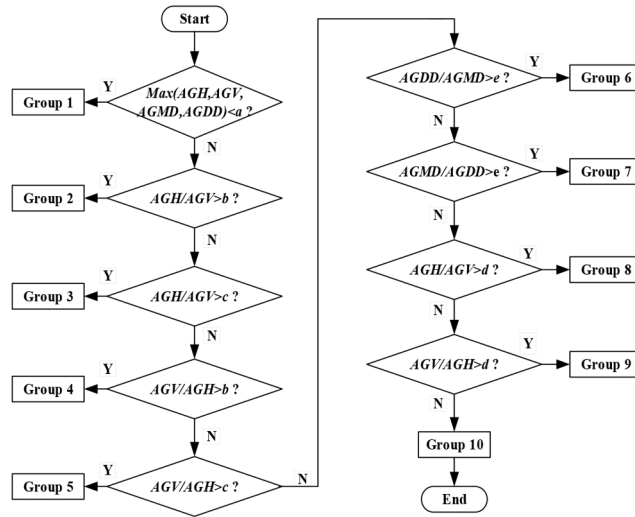 Start
Max(AGH,AGV,
AGMD,AGDD)<a ?
Y
Group 1
N
AGH/AGV>b ?
Y
Group 2
N
AGH/AGV>c ?
Y
Group 3
N
AGV/AGH>b ?
Y
Group 4
N
AGV/AGH>c ?
Y
Group 5
N
AGDD/AGMD>e ?
Y
Group 6
N
AGMD/AGDD>e ?
Y
Group 7
N
AGH/AGV>d ?
Y
Group 8
N
AGV/AGH>d ?
Y
Group 9
N
Group 10
End